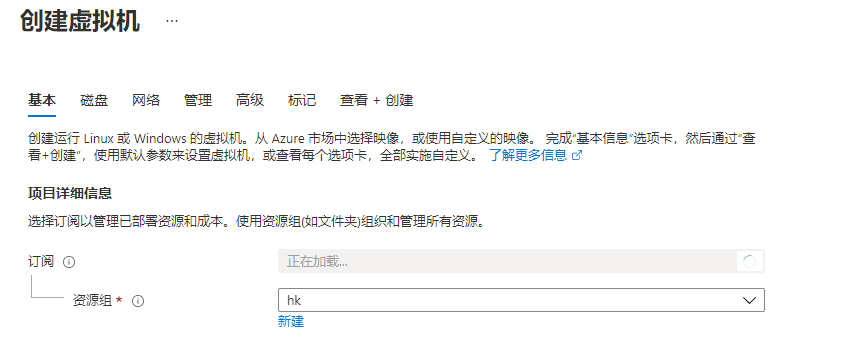 创建虚拟机 ...
基本 磁盘 网络 管理 高级 标记 查看 + 创建
创建运行 Linux 或 Windows 的虚拟机。从 Azure 市场中选择映像，或使用自定义的映像。 完成“基本信息”选项卡，然后通过“查
看+创建”，使用默认参数来设置虚拟机，或查看每个选项卡，全部实施自定义。 了解更多信息
项目详细信息
选择订阅以管理已部署资源和成本。使用资源组(如文件夹)组织和管理所有资源。
订阅 正在加载...
资源组 * hk
新建